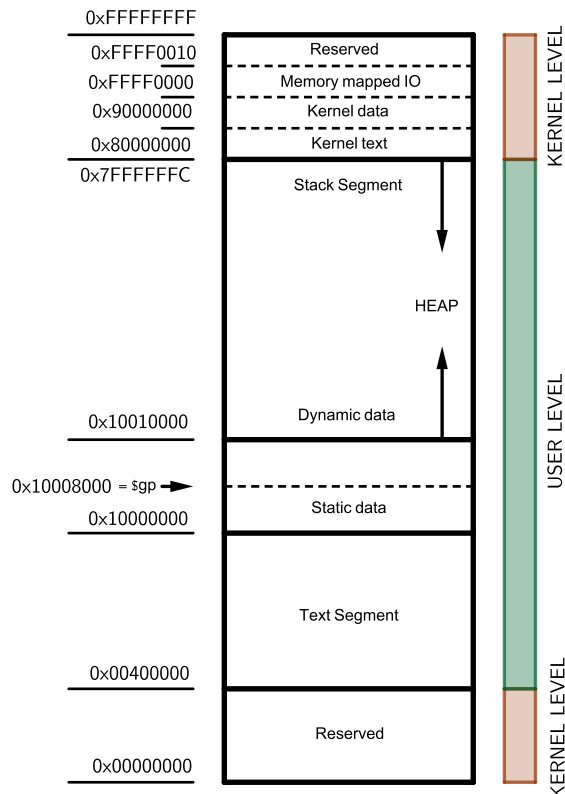 0xFFFFFFFF
0xFFFF0010
Reserved
0xFFFF0000
Memory mapped IO
0x90000000
Kernel data
0x80000000
Kernel text
KERNEL LEVEL
0x7FFFFFFC
Stack Segment
HEAP
0x10010000
Dynamic data
USER LEVEL
0x10008000 = $gp
0x10000000
Static data
Text Segment
0x00400000
Reserved
0x00000000
KERNEL LEVEL